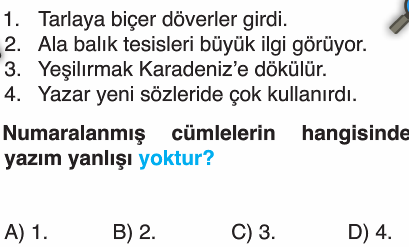 1. Tarlaya biçer döverler girdi.
2. Ala balık tesisleri büyük ilgi görüyor.
3. Yeşilırmak Karadeniz’e dökülür.
4. Yazar yeni sözleride çok kullanırdı.
Numaralanmış cümlelerin hangisinde
yazım yanlışı yoktur?
A) 1. B) 2. C) 3. D) 4.